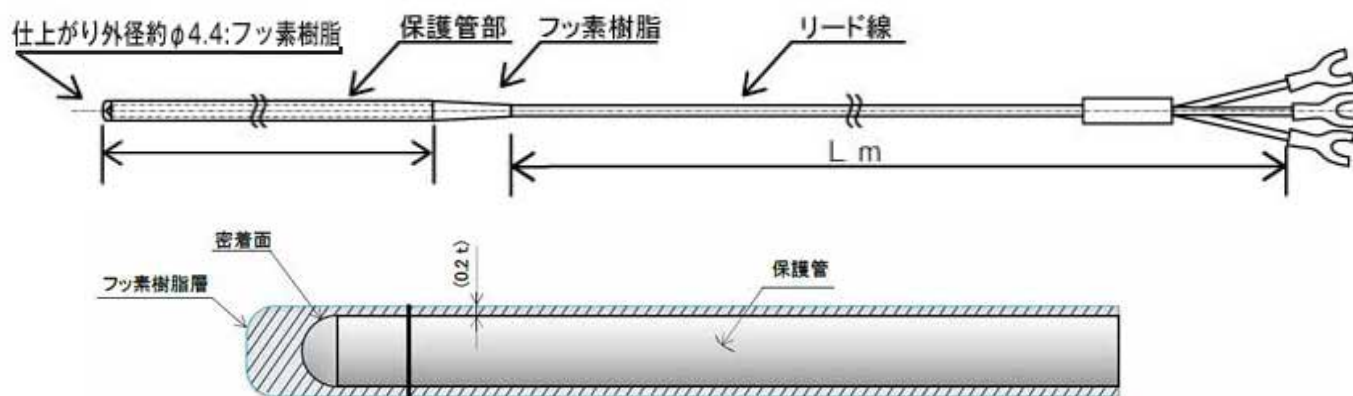 仕上がり外径約φ4.4:フッ素樹脂
保護管部
フッ素樹脂
リード線
L m
密着面
(0.2 t)
保護管
フッ素樹脂層